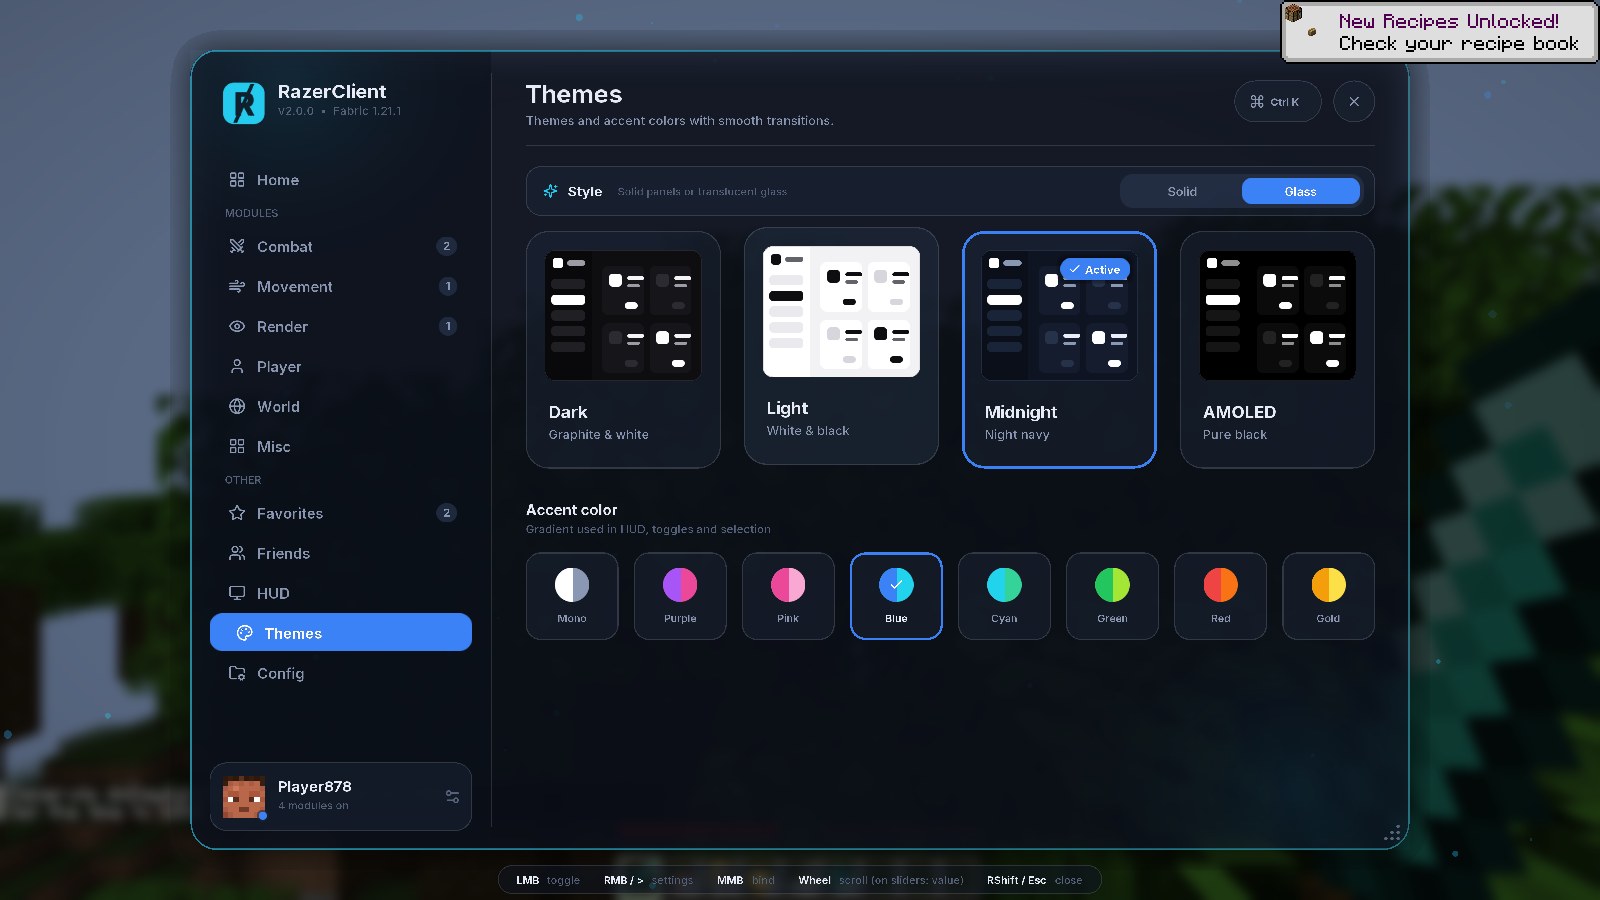 New Recipes Unlocked!
Check your recipe book
RazerClient
v2.0.0 • Fabric 1.21.1
Home
MODULES
Combat 2
Movement 1
Render 1
Player
World
Misc
OTHER
Favorites 2
Friends
HUD
Themes
Config
Player878
4 modules on
Themes
Themes and accent colors with smooth transitions.
⌘ Ctrl K
Style Solid panels or translucent glass Solid Glass
Dark
Graphite & white
Light
White & black
Active
Midnight
Night navy
AMOLED
Pure black
Accent color
Gradient used in HUD, toggles and selection
Mono Purple Pink Blue Cyan Green Red Gold
LMB toggle RMB / > settings MMB bind Wheel scroll (on sliders: value) RShift / Esc close